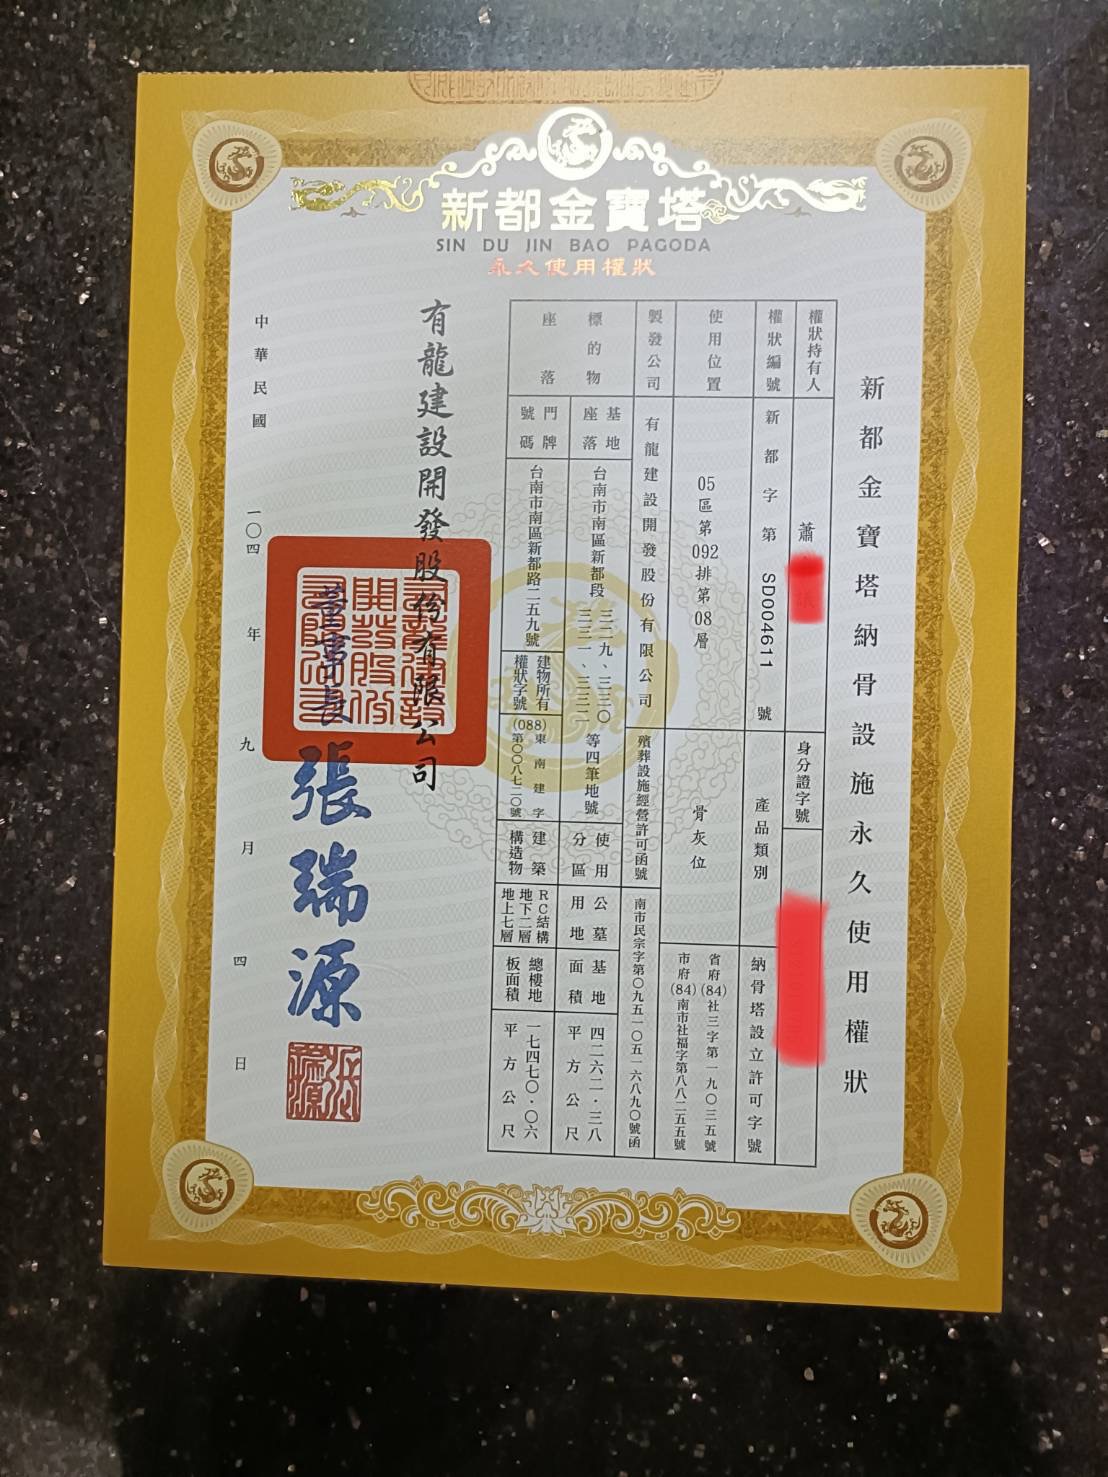 新都金寶塔
SIN DU JIN BAO PAGODA
永久使用權狀
新都金寶塔納骨設施永久使用權狀
權狀持有人
蕭
身分證字號
權狀編號
新都字第 SD004611 號
產品類別
納骨塔設立許可字號
使用位置
05區第092排第08層
骨灰位
省府(84)社三字第一九〇三五號
市府(84)南市社福字第八八二五五號
製發公司
有龍建設開發股份有限公司
殯葬設施經營許可函號
南市民宗字第〇九五一〇五一六八九〇號函
標的物
座落
基地
座落
台南市南區新都段 三二九、三三〇
三三一、三三二 等四筆地號
使用
分區
公墓
用地
基地
面積
四二六二.三八
平方公尺
門牌
號碼
台南市南區新都路二五九號
建物所有
權狀字號
(088)東南建字
第〇〇八七二〇號
建築
構造物
RC結構
地下二層
地上七層
總樓地
板面積
一七四七〇.〇六
平方公尺
有龍建設開發股份有限公司
董事長 張瑞源
中華民國 一〇四 年 九 月 四 日